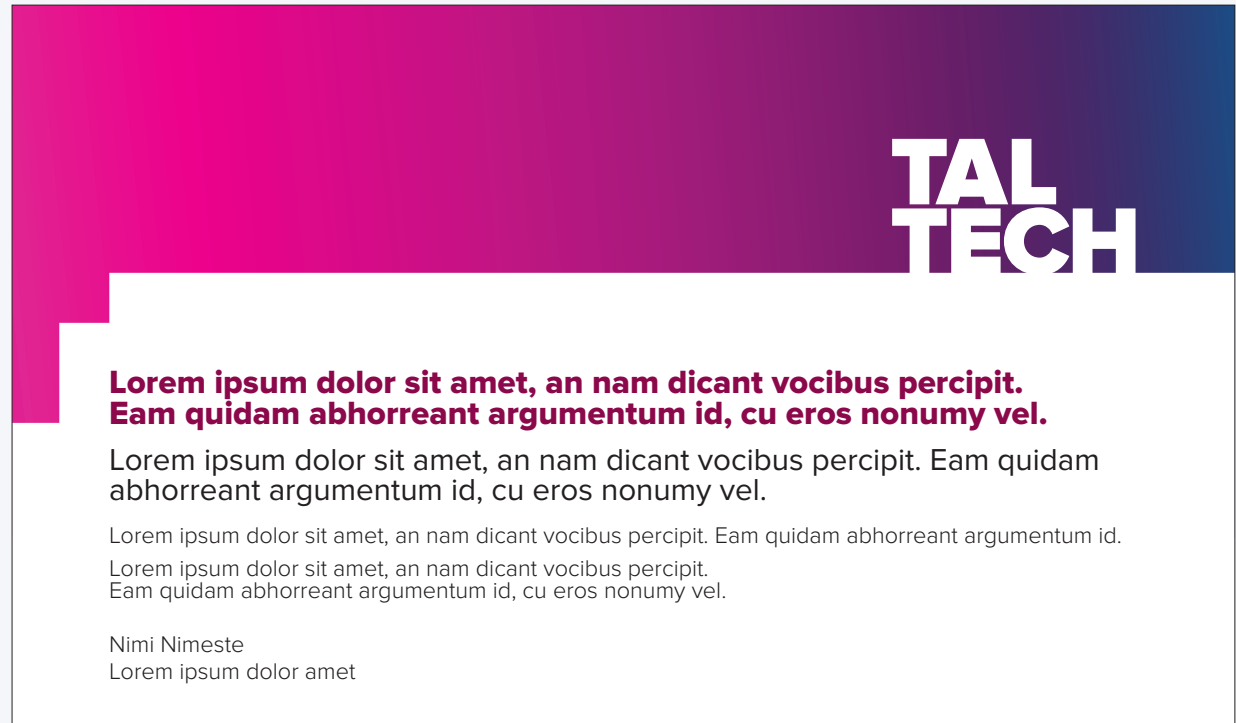 TAL
TECH
Lorem ipsum dolor sit amet, an nam dicant vocibus percipit.
Eam quidam abhorreant argumentum id, cu eros nonumy vel.
Lorem ipsum dolor sit amet, an nam dicant vocibus percipit. Eam quidam
abhorreant argumentum id, cu eros nonumy vel.
Lorem ipsum dolor sit amet, an nam dicant vocibus percipit. Eam quidam abhorreant argumentum id.
Lorem ipsum dolor sit amet, an nam dicant vocibus percipit.
Eam quidam abhorreant argumentum id, cu eros nonumy vel.
Nimi Nimeste
Lorem ipsum dolor amet